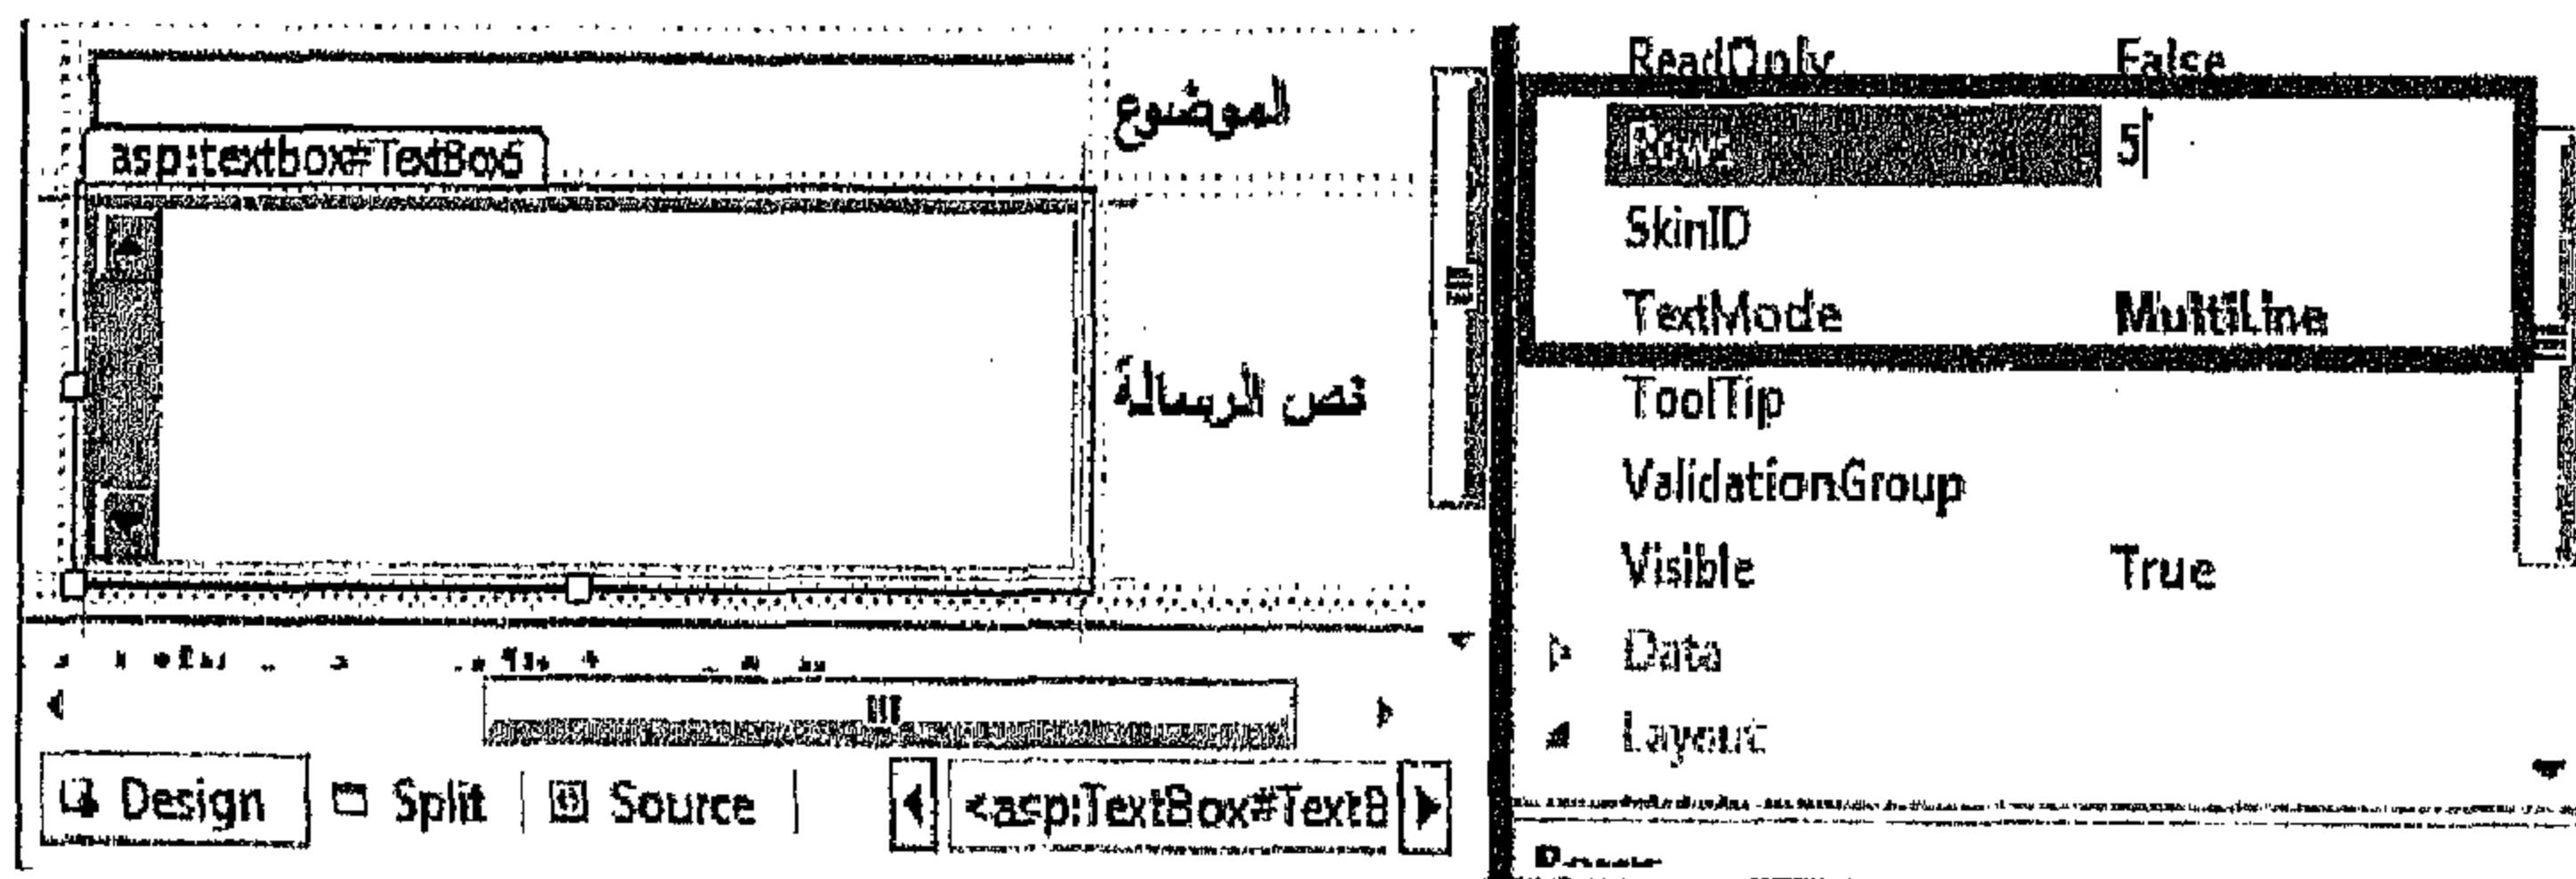 الموضوع
asp:textbox#TextBox6
نص الرسالة
Design
Split
Source
<asp:TextBox#TextB
ReadOnly False
Rows 5
SkinID
TextMode MultiLine
ToolTip
ValidationGroup
Visible True
Data
Layout